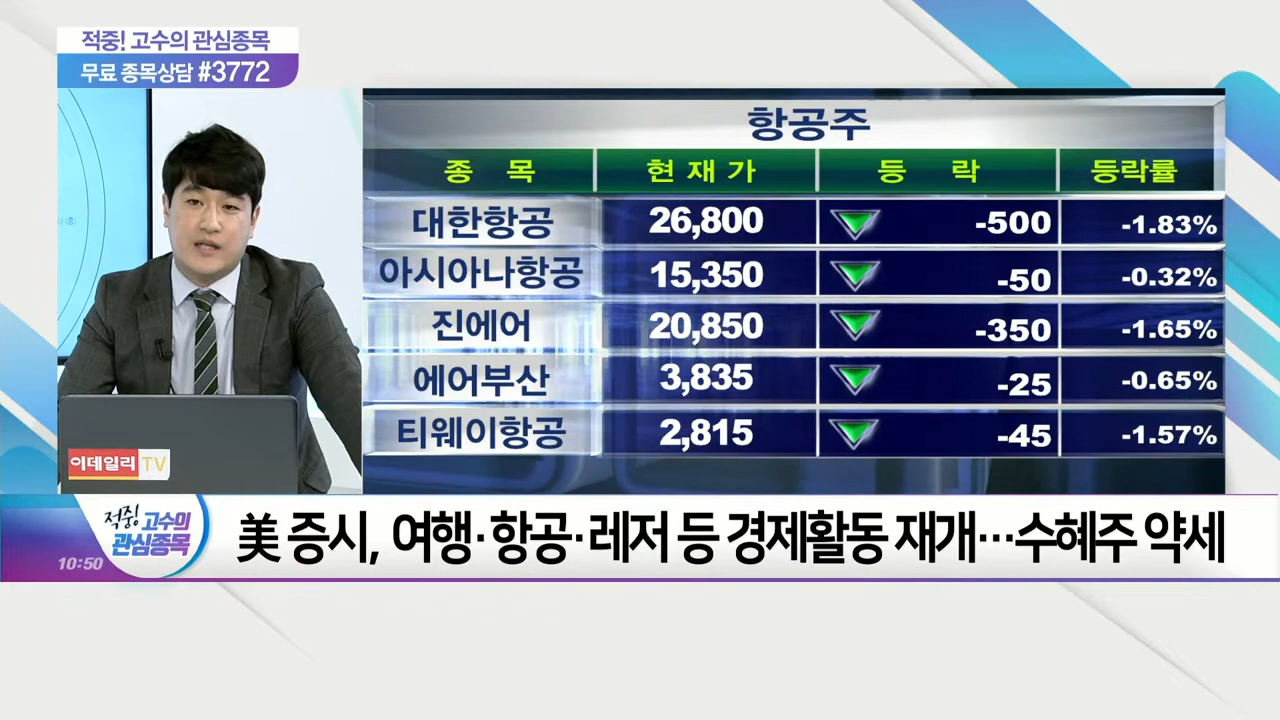 적중! 고수의 관심종목
무료 종목상담 #3772
항공주
종 목 현 재 가 등 락 등락률
대한항공 26,800 -500 -1.83%
아시아나항공 15,350 -50 -0.32%
진에어 20,850 -350 -1.65%
에어부산 3,835 -25 -0.65%
티웨이항공 2,815 -45 -1.57%
이데일리 TV
적중! 고수의
관심종목
10:50
美 증시, 여행·항공·레저 등 경제활동 재개…수혜주 약세